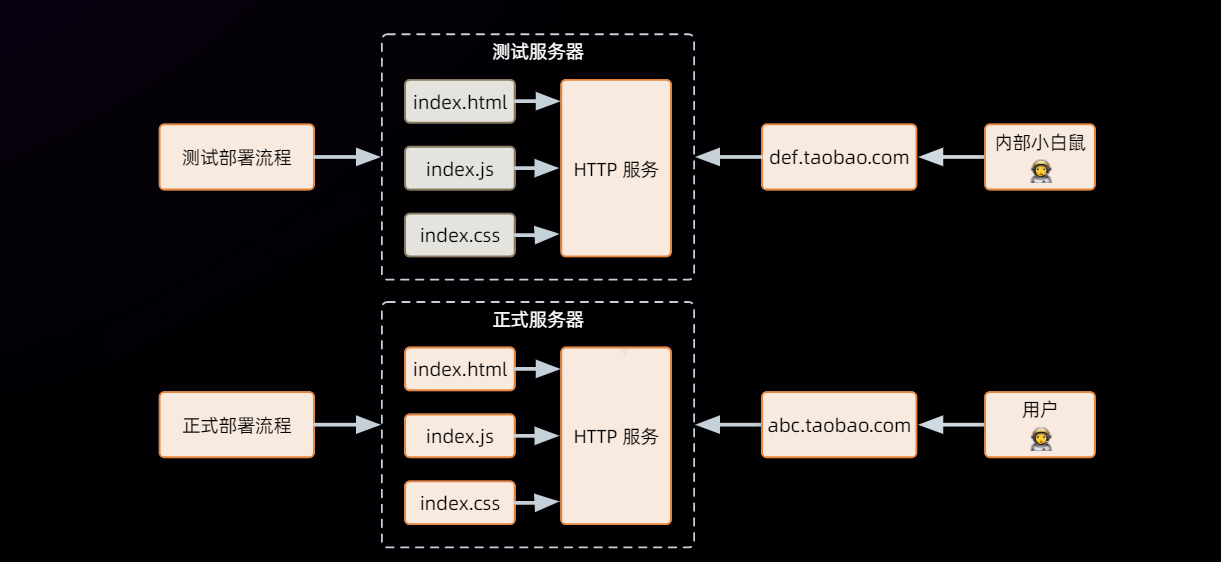 测试服务器
index.html
index.js
index.css
HTTP 服务
测试部署流程
def.taobao.com
内部小白鼠
正式服务器
index.html
index.js
index.css
HTTP 服务
正式部署流程
abc.taobao.com
用户